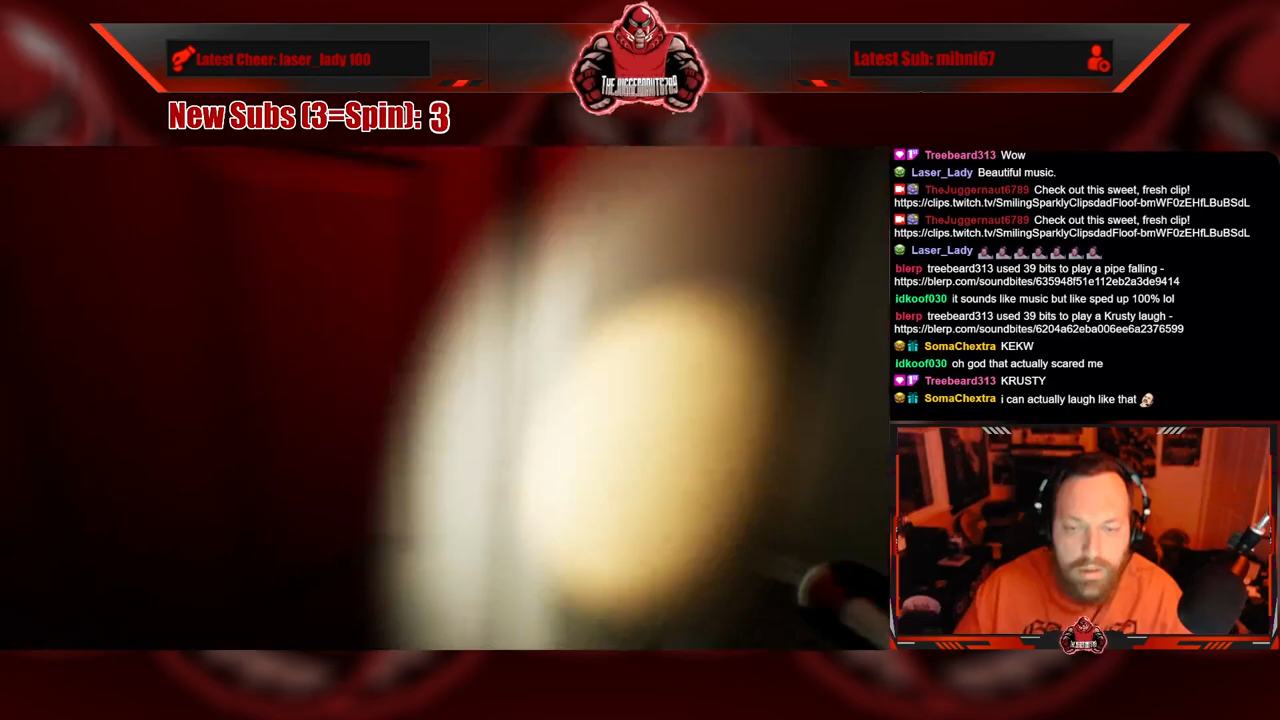 Latest Cheer: laser_lady 100
THEJUGGERNAUT6789
Latest Sub: mihni67
New Subs (3=Spin): 3
Treebeard313 Wow
Laser_Lady Beautiful music.
TheJuggernaut6789 Check out this sweet, fresh clip!
https://clips.twitch.tv/SmilingSparklyClipsdadFloof-bmWF0zEHfLBuBSdL
TheJuggernaut6789 Check out this sweet, fresh clip!
https://clips.twitch.tv/SmilingSparklyClipsdadFloof-bmWF0zEHfLBuBSdL
Laser_Lady
blerp treebeard313 used 39 bits to play a pipe falling -
https://blerp.com/soundbites/635948f51e112eb2a3de9414
idkoof030 it sounds like music but like sped up 100% lol
blerp treebeard313 used 39 bits to play a Krusty laugh -
https://blerp.com/soundbites/6204a62eba006ee6a2376599
SomaChextra KEKW
idkoof030 oh god that actually scared me
Treebeard313 KRUSTY
SomaChextra i can actually laugh like that